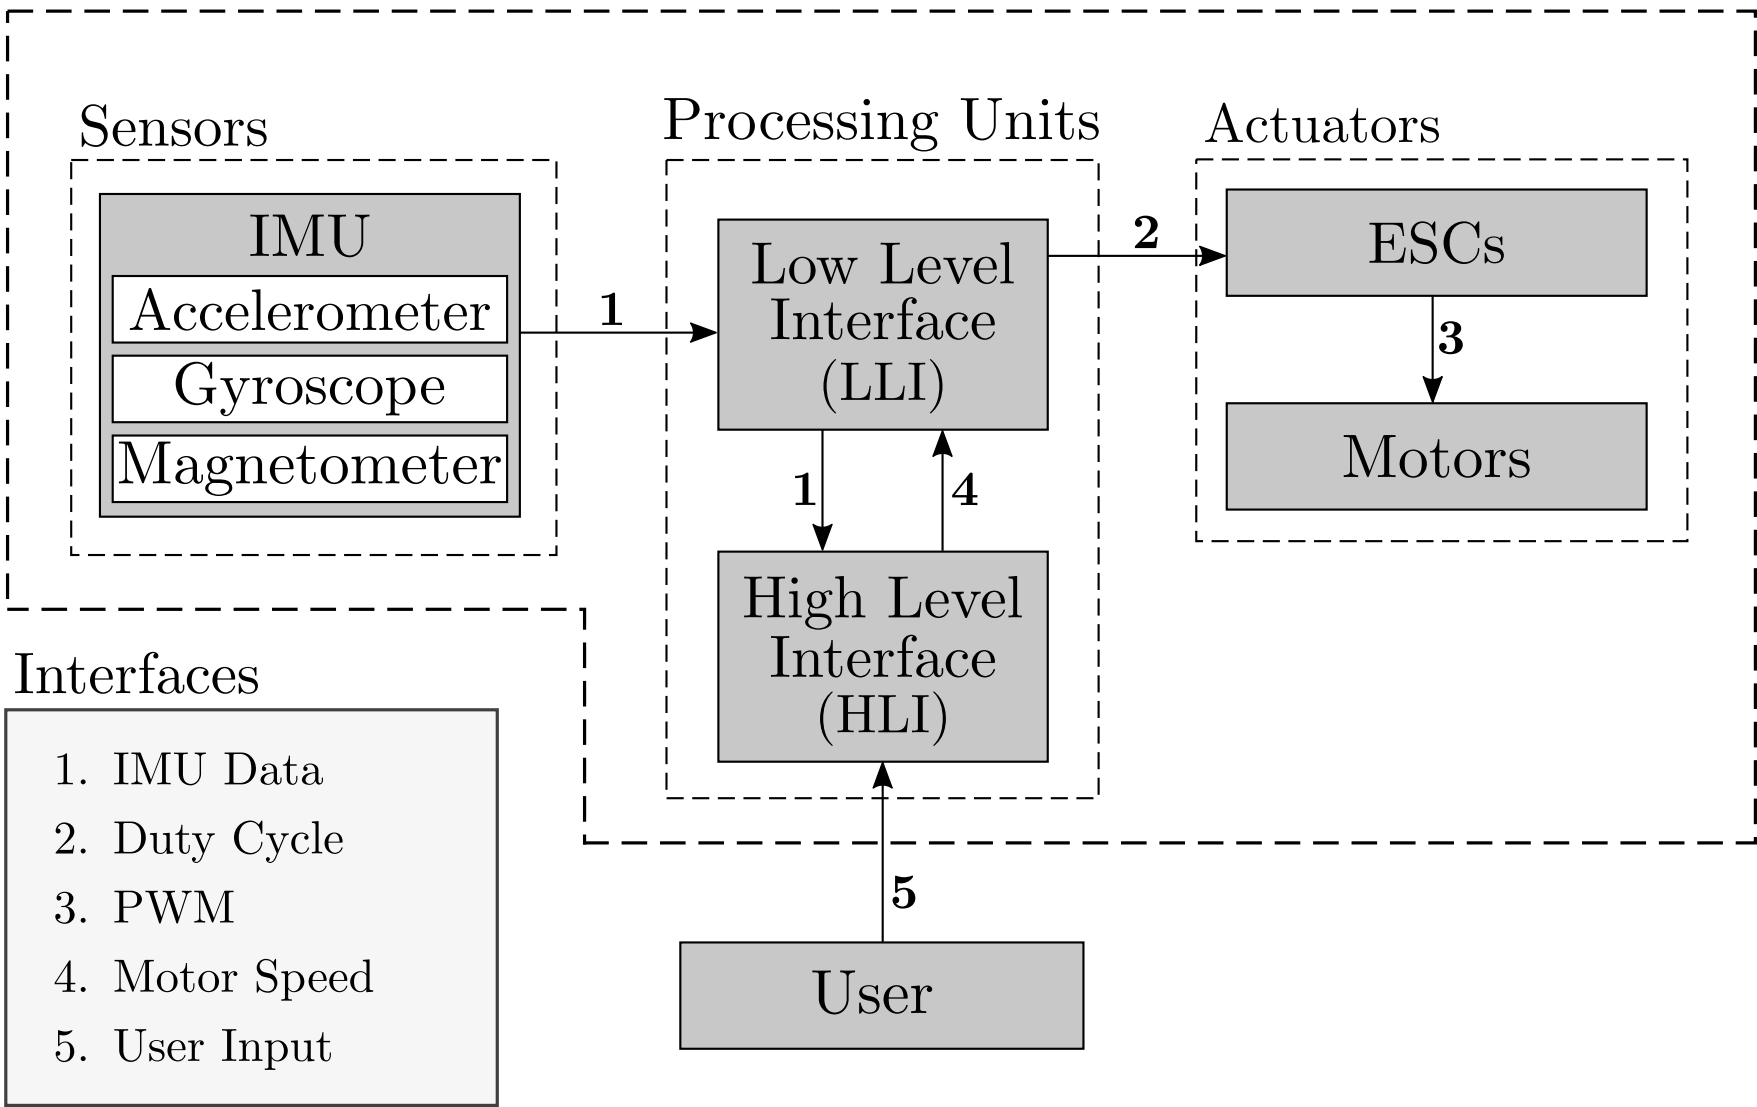 Sensors
IMU
Accelerometer
Gyroscope
Magnetometer
1
Processing Units
Low Level
Interface
(LLI)
1
4
High Level
Interface
(HLI)
2
Actuators
ESCs
3
Motors
5
User
Interfaces
1. IMU Data
2. Duty Cycle
3. PWM
4. Motor Speed
5. User Input